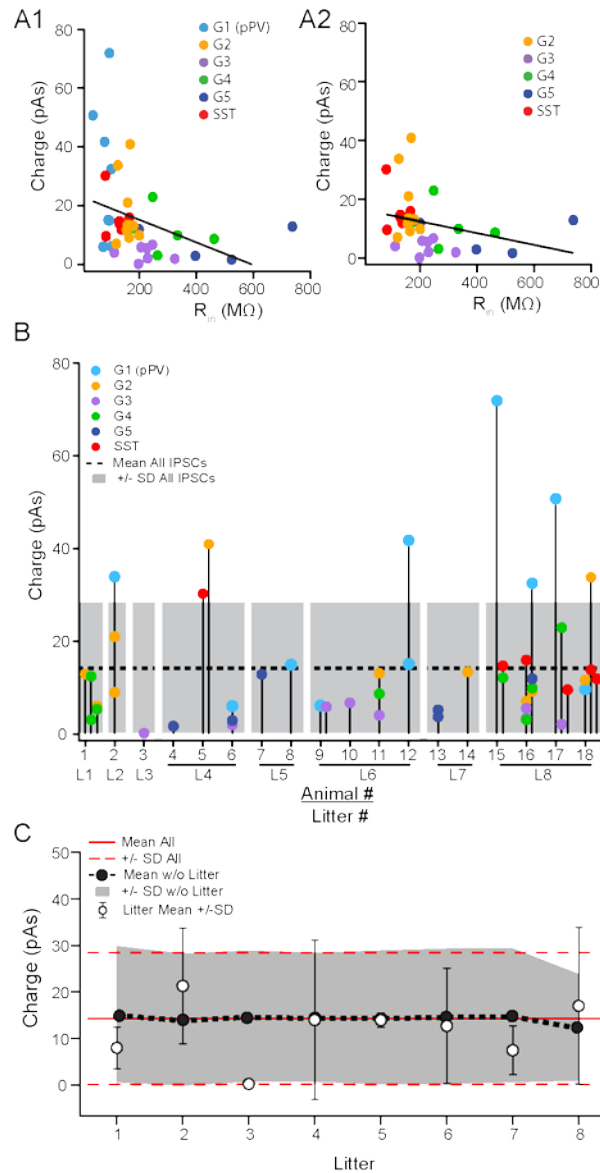 A1
Charge (pAs)
80
60
40
20
0
G1 (pPV)
G2
G3
G4
G5
SST
200 400 600 800
Rin (MΩ)
A2
Charge (pAs)
80
60
40
20
0
G2
G3
G4
G5
SST
200 400 600 800
Rin (MΩ)
B
Charge (pAs)
80
60
40
20
0
G1 (pPV)
G2
G3
G4
G5
SST
Mean All IPSCs
+/- SD All IPSCs
1 2 3 4 5 6 7 8 9 10 11 12 13 14 15 16 17 18
L1 L2 L3 L4 L5 L6 L7 L8
Animal #
Litter #
C
Mean All
+/- SD All
Mean w/o Litter
+/- SD w/o Litter
Litter Mean +/-SD
Charge (pAs)
50
40
30
20
10
0
1 2 3 4 5 6 7 8
Litter